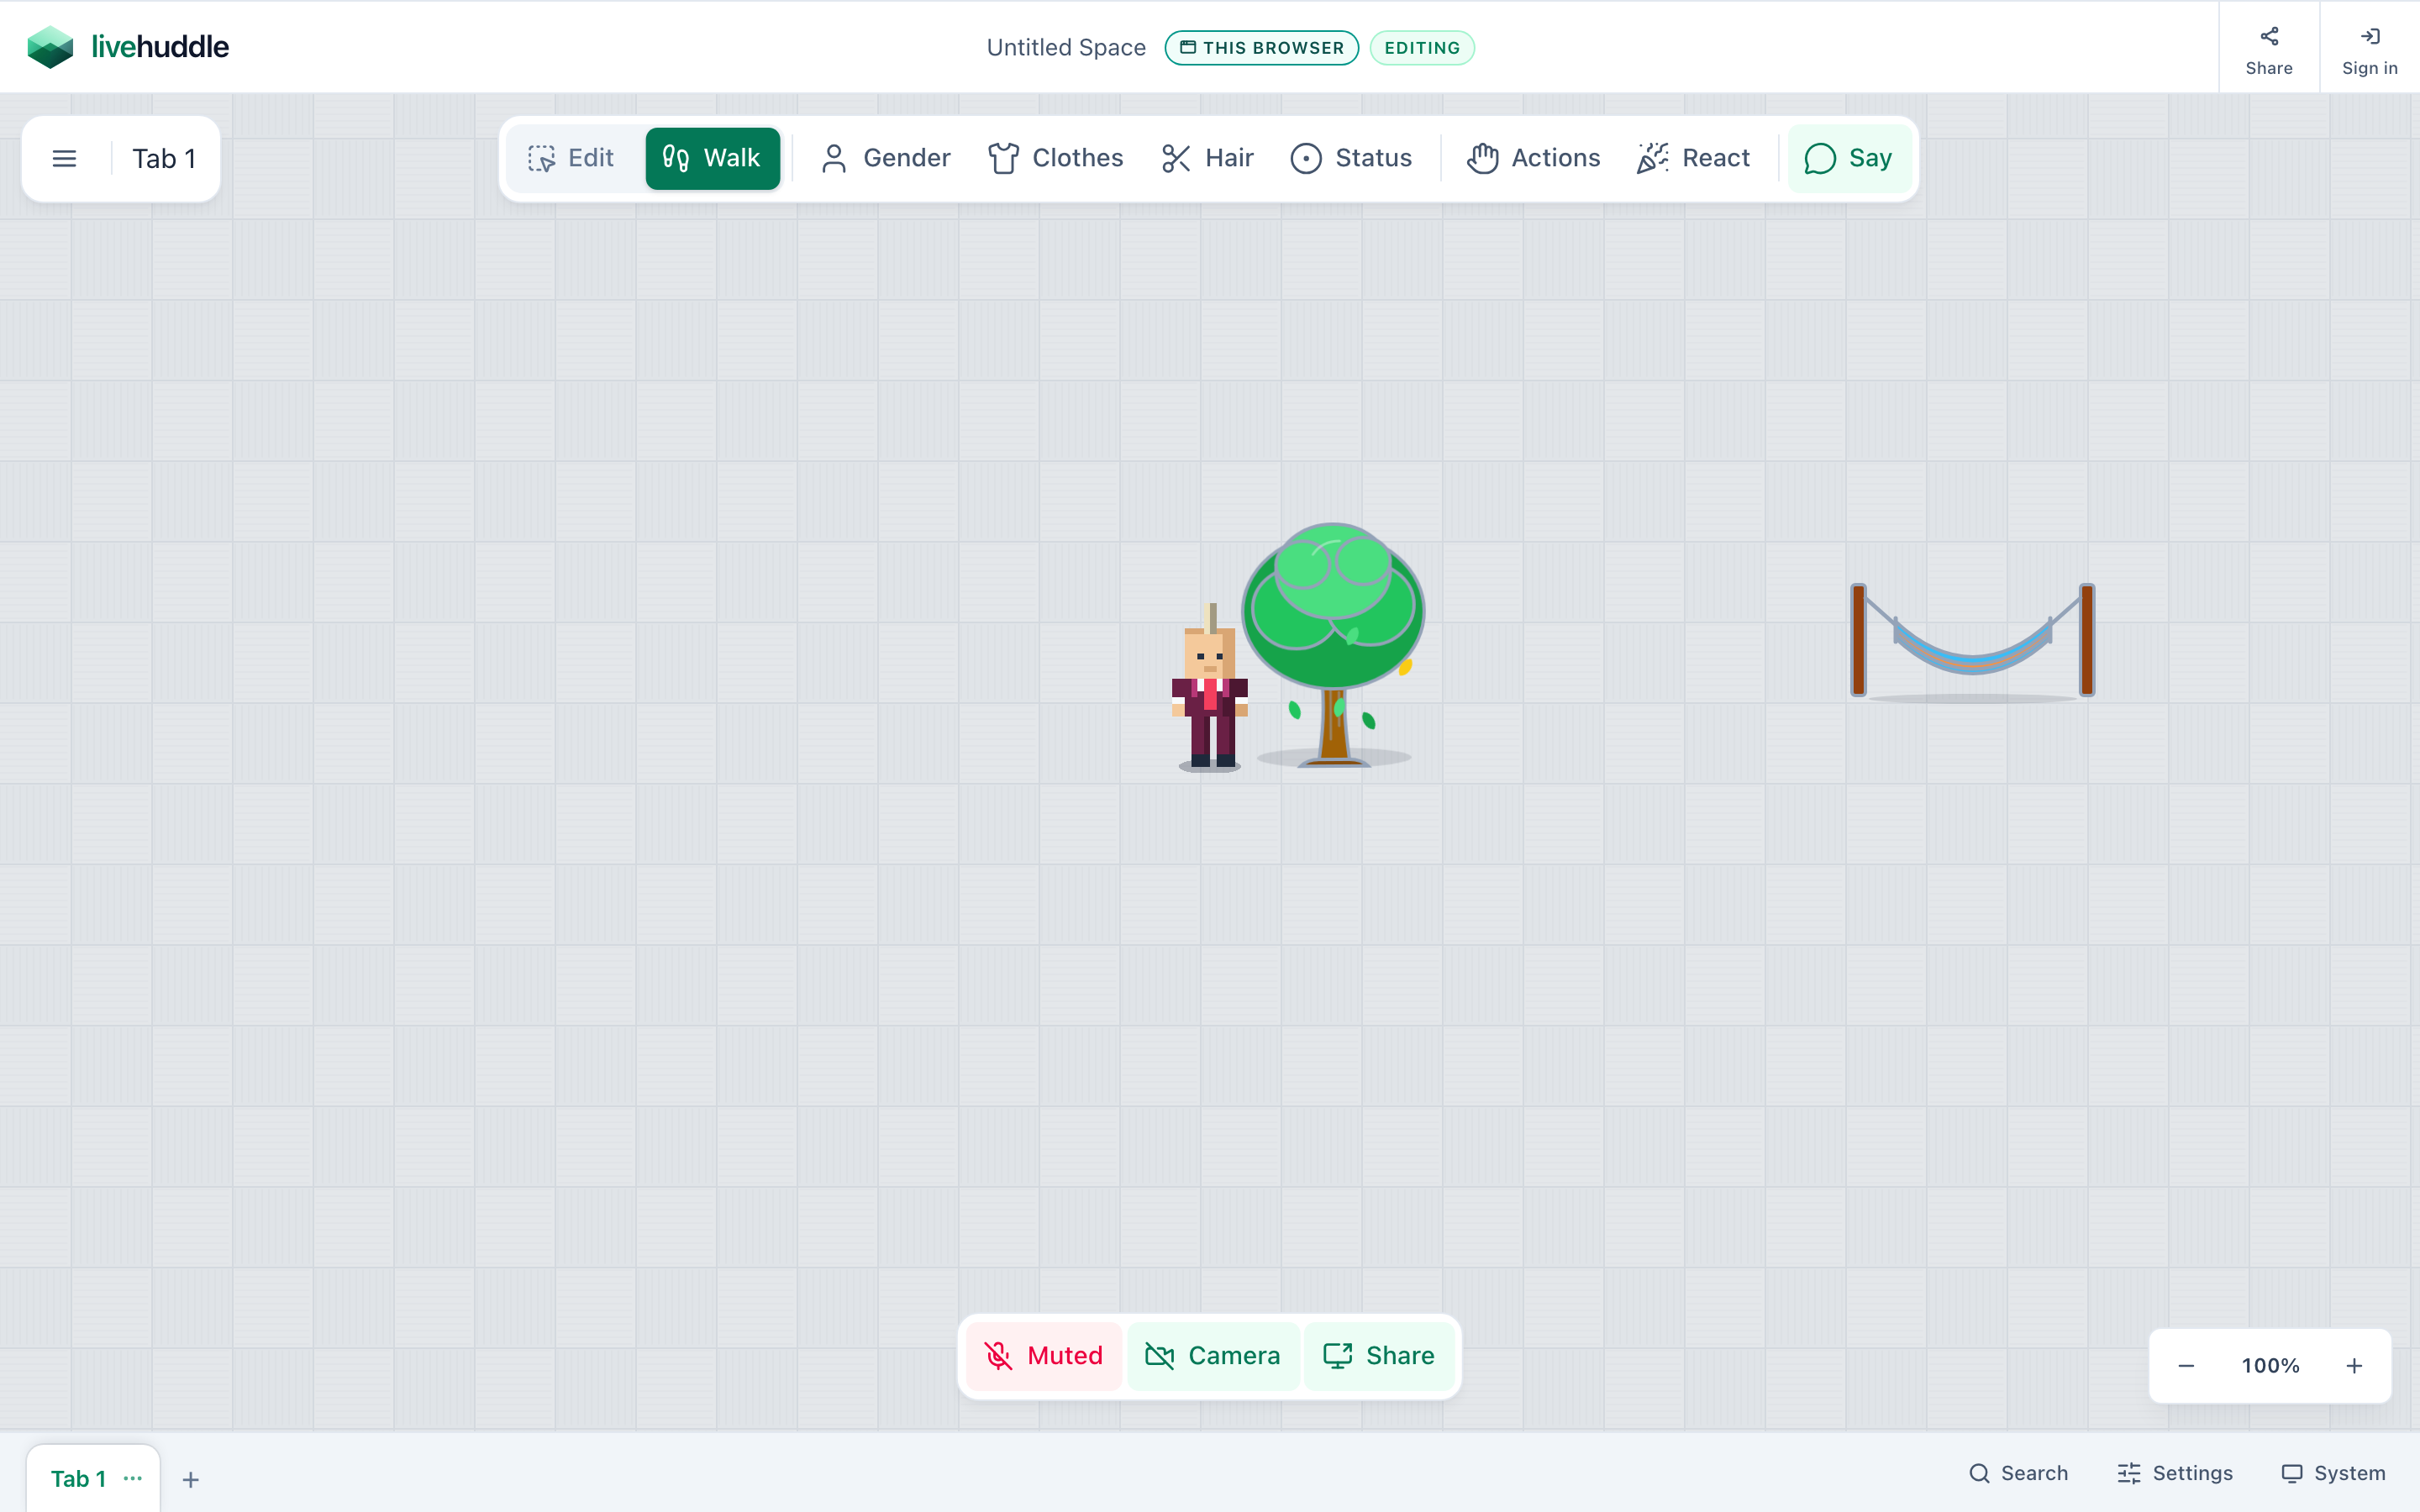 livehuddle
Untitled Space
THIS BROWSER
EDITING
Share
Sign in
Tab 1
Edit
Walk
Gender
Clothes
Hair
Status
Actions
React
Say
Muted
Camera
Share
100%
Tab 1
Search
Settings
System